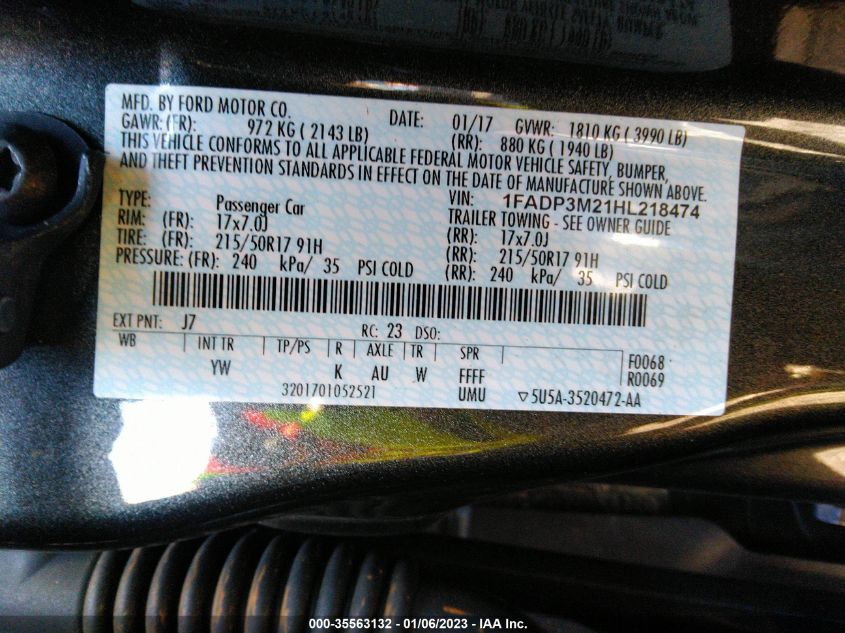 MFD. BY FORD MOTOR CO.
DATE: 01/17 GVWR: 1810 KG ( 3990 LB)
GAWR: (FR): 972 KG ( 2143 LB) (RR): 880 KG ( 1940 LB)
THIS VEHICLE CONFORMS TO ALL APPLICABLE FEDERAL MOTOR VEHICLE SAFETY, BUMPER,
AND THEFT PREVENTION STANDARDS IN EFFECT ON THE DATE OF MANUFACTURE SHOWN ABOVE.
VIN: 1FADP3M21HL218474
TYPE: Passenger Car TRAILER TOWING - SEE OWNER GUIDE
RIM: (FR): 17x7.0J (RR): 17x7.0J
TIRE: (FR): 215/50R17 91H (RR): 215/50R17 91H
PRESSURE: (FR): 240 kPa/ 35 PSI COLD (RR): 240 kPa/ 35 PSI COLD
EXT PNT: J7 RC: 23 DSO:
WB INT TR TP/PS R AXLE TR SPR F0068
YW K AU W FFFF R0069
3201701052521 UMU ▽5U5A-3520472-AA
000-35563132 - 01/06/2023 - IAA Inc.